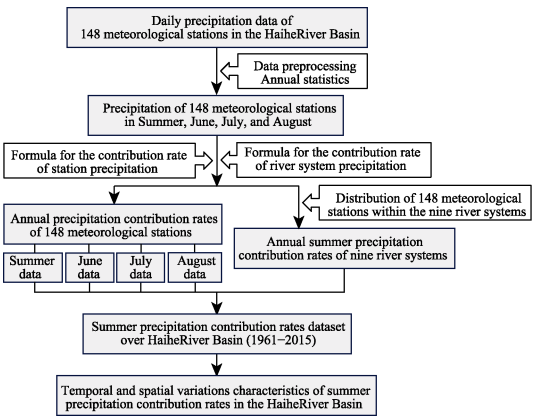 Daily precipitation data of
148 meteorological stations in the HaiheRiver Basin
Data preprocessing
Annual statistics
Precipitation of 148 meteorological stations
in Summer, June, July, and August
Formula for the contribution rate
of station precipitation
Formula for the contribution rate
of river system precipitation
Distribution of 148 meteorological
stations within the nine river systems
Annual precipitation contribution rates
of 148 meteorological stations
Annual summer precipitation
contribution rates of nine river systems
Summer
data
June
data
July
data
August
data
Summer precipitation contribution rates dataset
over HaiheRiver Basin (1961−2015)
Temporal and spatial variations characteristics of summer
precipitation contribution rates in the HaiheRiver Basin